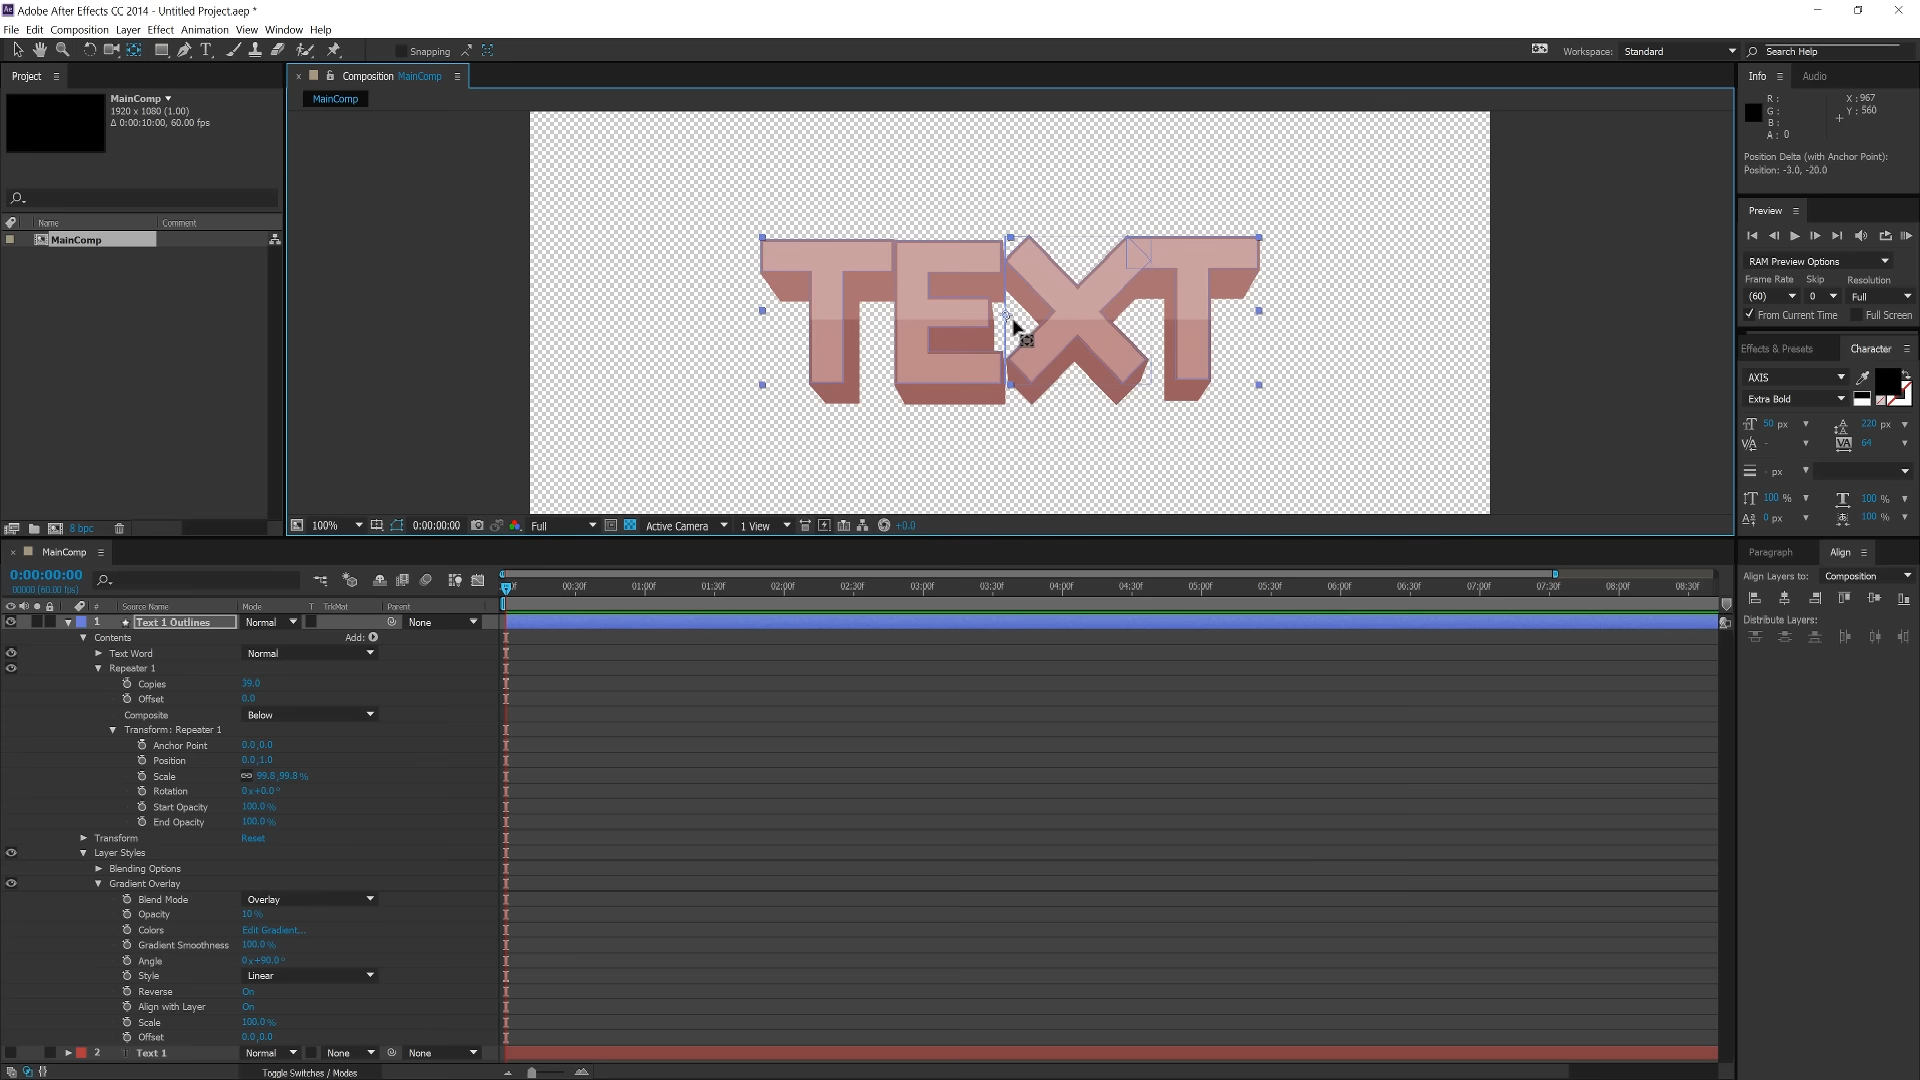 Adobe After Effects CC 2014 - Untitled Project.aep *
File Edit Composition Layer Effect Animation View Window Help
Snapping
Workspace: Standard
Search Help
Project
Composition MainComp
Info Audio
MainComp
1920 x 1080 (1.00)
Δ 0:00:10:00, 60.00 fps
MainComp
R :
G :
B :
A : 0
X : 967
Y : 560
Position Delta (with Anchor Point):
Position: -3.0, -20.0
Name Comment
MainComp
TEXT
Preview
RAM Preview Options
Frame Rate Skip Resolution
(60) 0 Full
From Current Time Full Screen
Effects & Presets Character
AXIS
Extra Bold
50 px 220 px
- 64
- px
100 % 100 %
0 px 100 %
8 bpc
100% 0:00:00:00 Full Active Camera 1 View +0.0
MainComp
Paragraph Align
0:00:00:00
00000 (60.00 fps)
00:30f 01:00f 01:30f 02:00f 02:30f 03:00f 03:30f 04:00f 04:30f 05:00f 05:30f 06:00f 06:30f 07:00f 07:30f 08:00f 08:30f
Align Layers to: Composition
Distribute Layers:
# Source Name Mode T TrkMat Parent
1 Text 1 Outlines Normal None
Contents Add:
Text Word Normal
Repeater 1
Copies 39.0
Offset 0.0
Composite Below
Transform: Repeater 1
Anchor Point 0.0,0.0
Position 0.0,1.0
Scale 99.8,99.8 %
Rotation 0x+0.0°
Start Opacity 100.0 %
End Opacity 100.0 %
Transform Reset
Layer Styles
Blending Options
Gradient Overlay
Blend Mode Overlay
Opacity 10 %
Colors Edit Gradient...
Gradient Smoothness 100.0 %
Angle 0x+90.0°
Style Linear
Reverse On
Align with Layer On
Scale 100.0 %
Offset 0.0,0.0
2 T Text 1 Normal None None
Toggle Switches / Modes